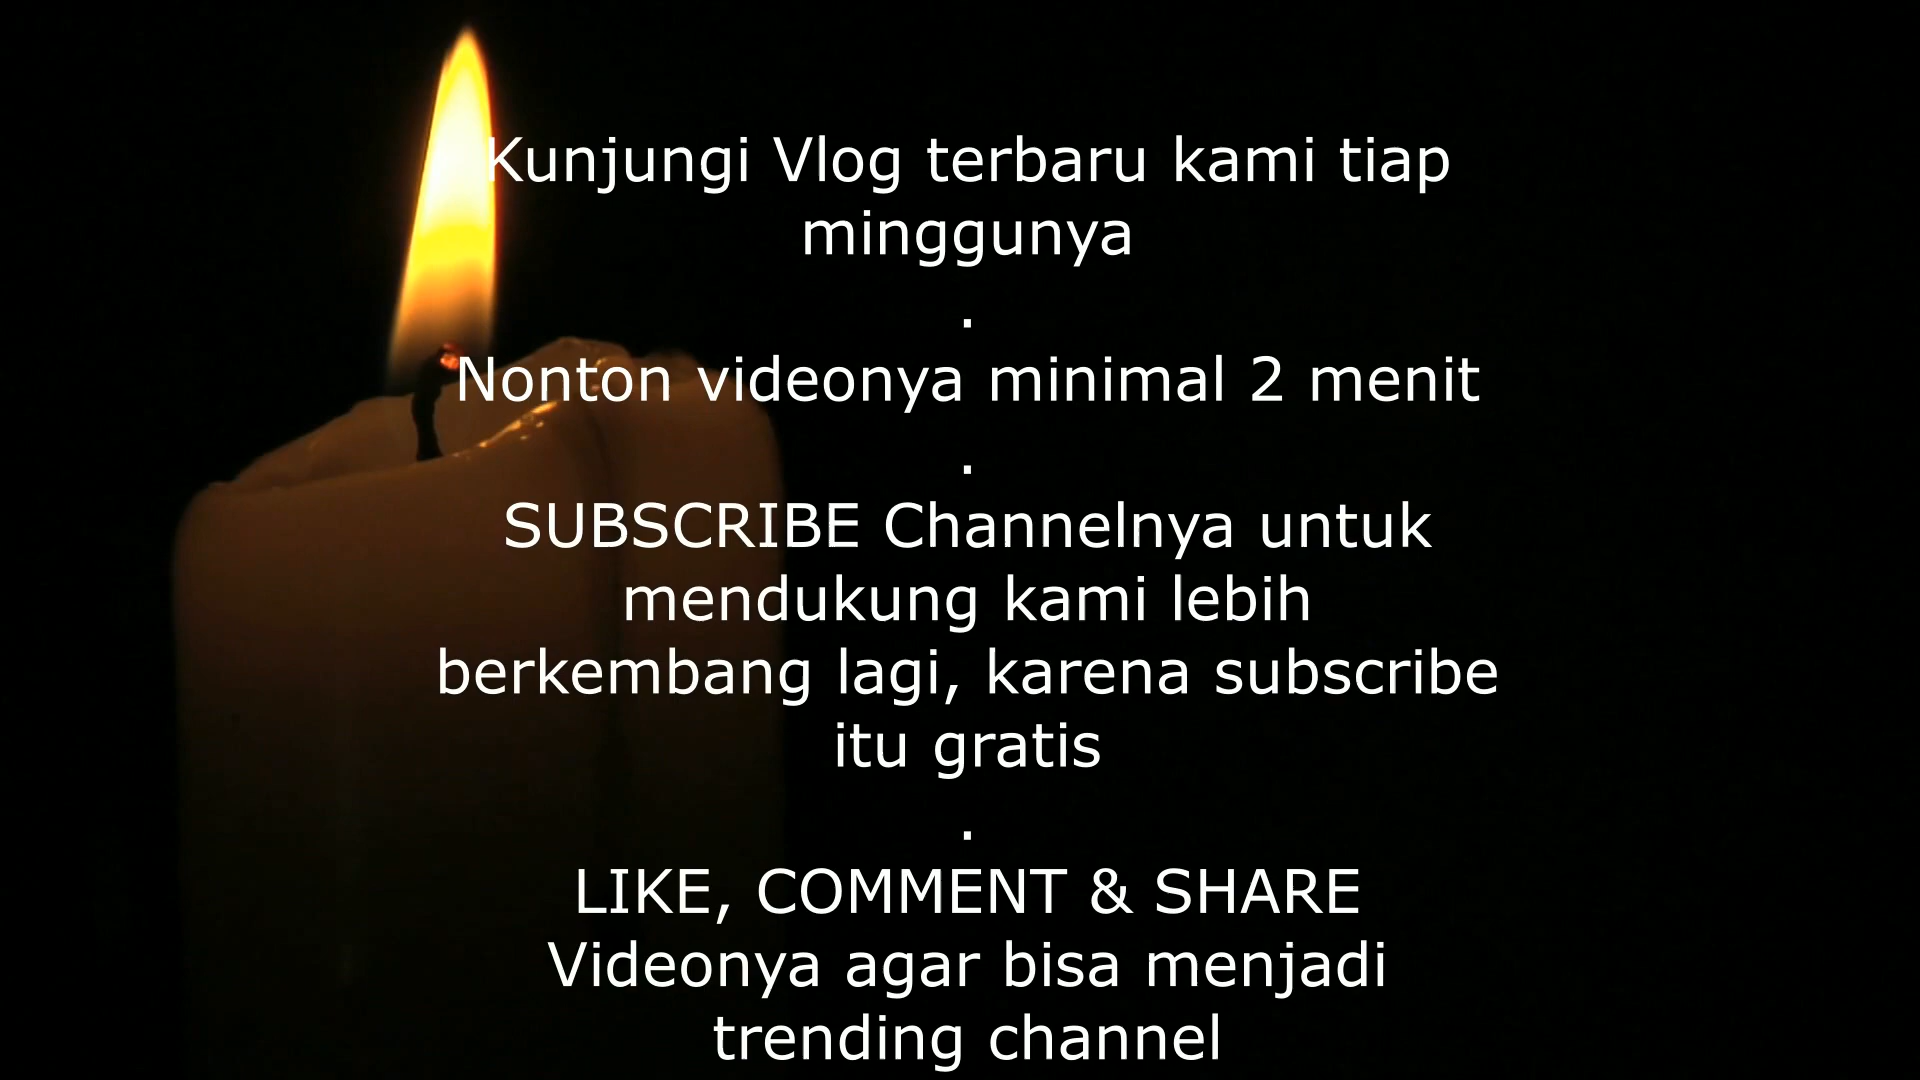 Kunjungi Vlog terbaru kami tiap
minggunya
.
Nonton videonya minimal 2 menit
.
SUBSCRIBE Channelnya untuk
mendukung kami lebih
berkembang lagi, karena subscribe
itu gratis
.
LIKE, COMMENT & SHARE
Videonya agar bisa menjadi
trending channel